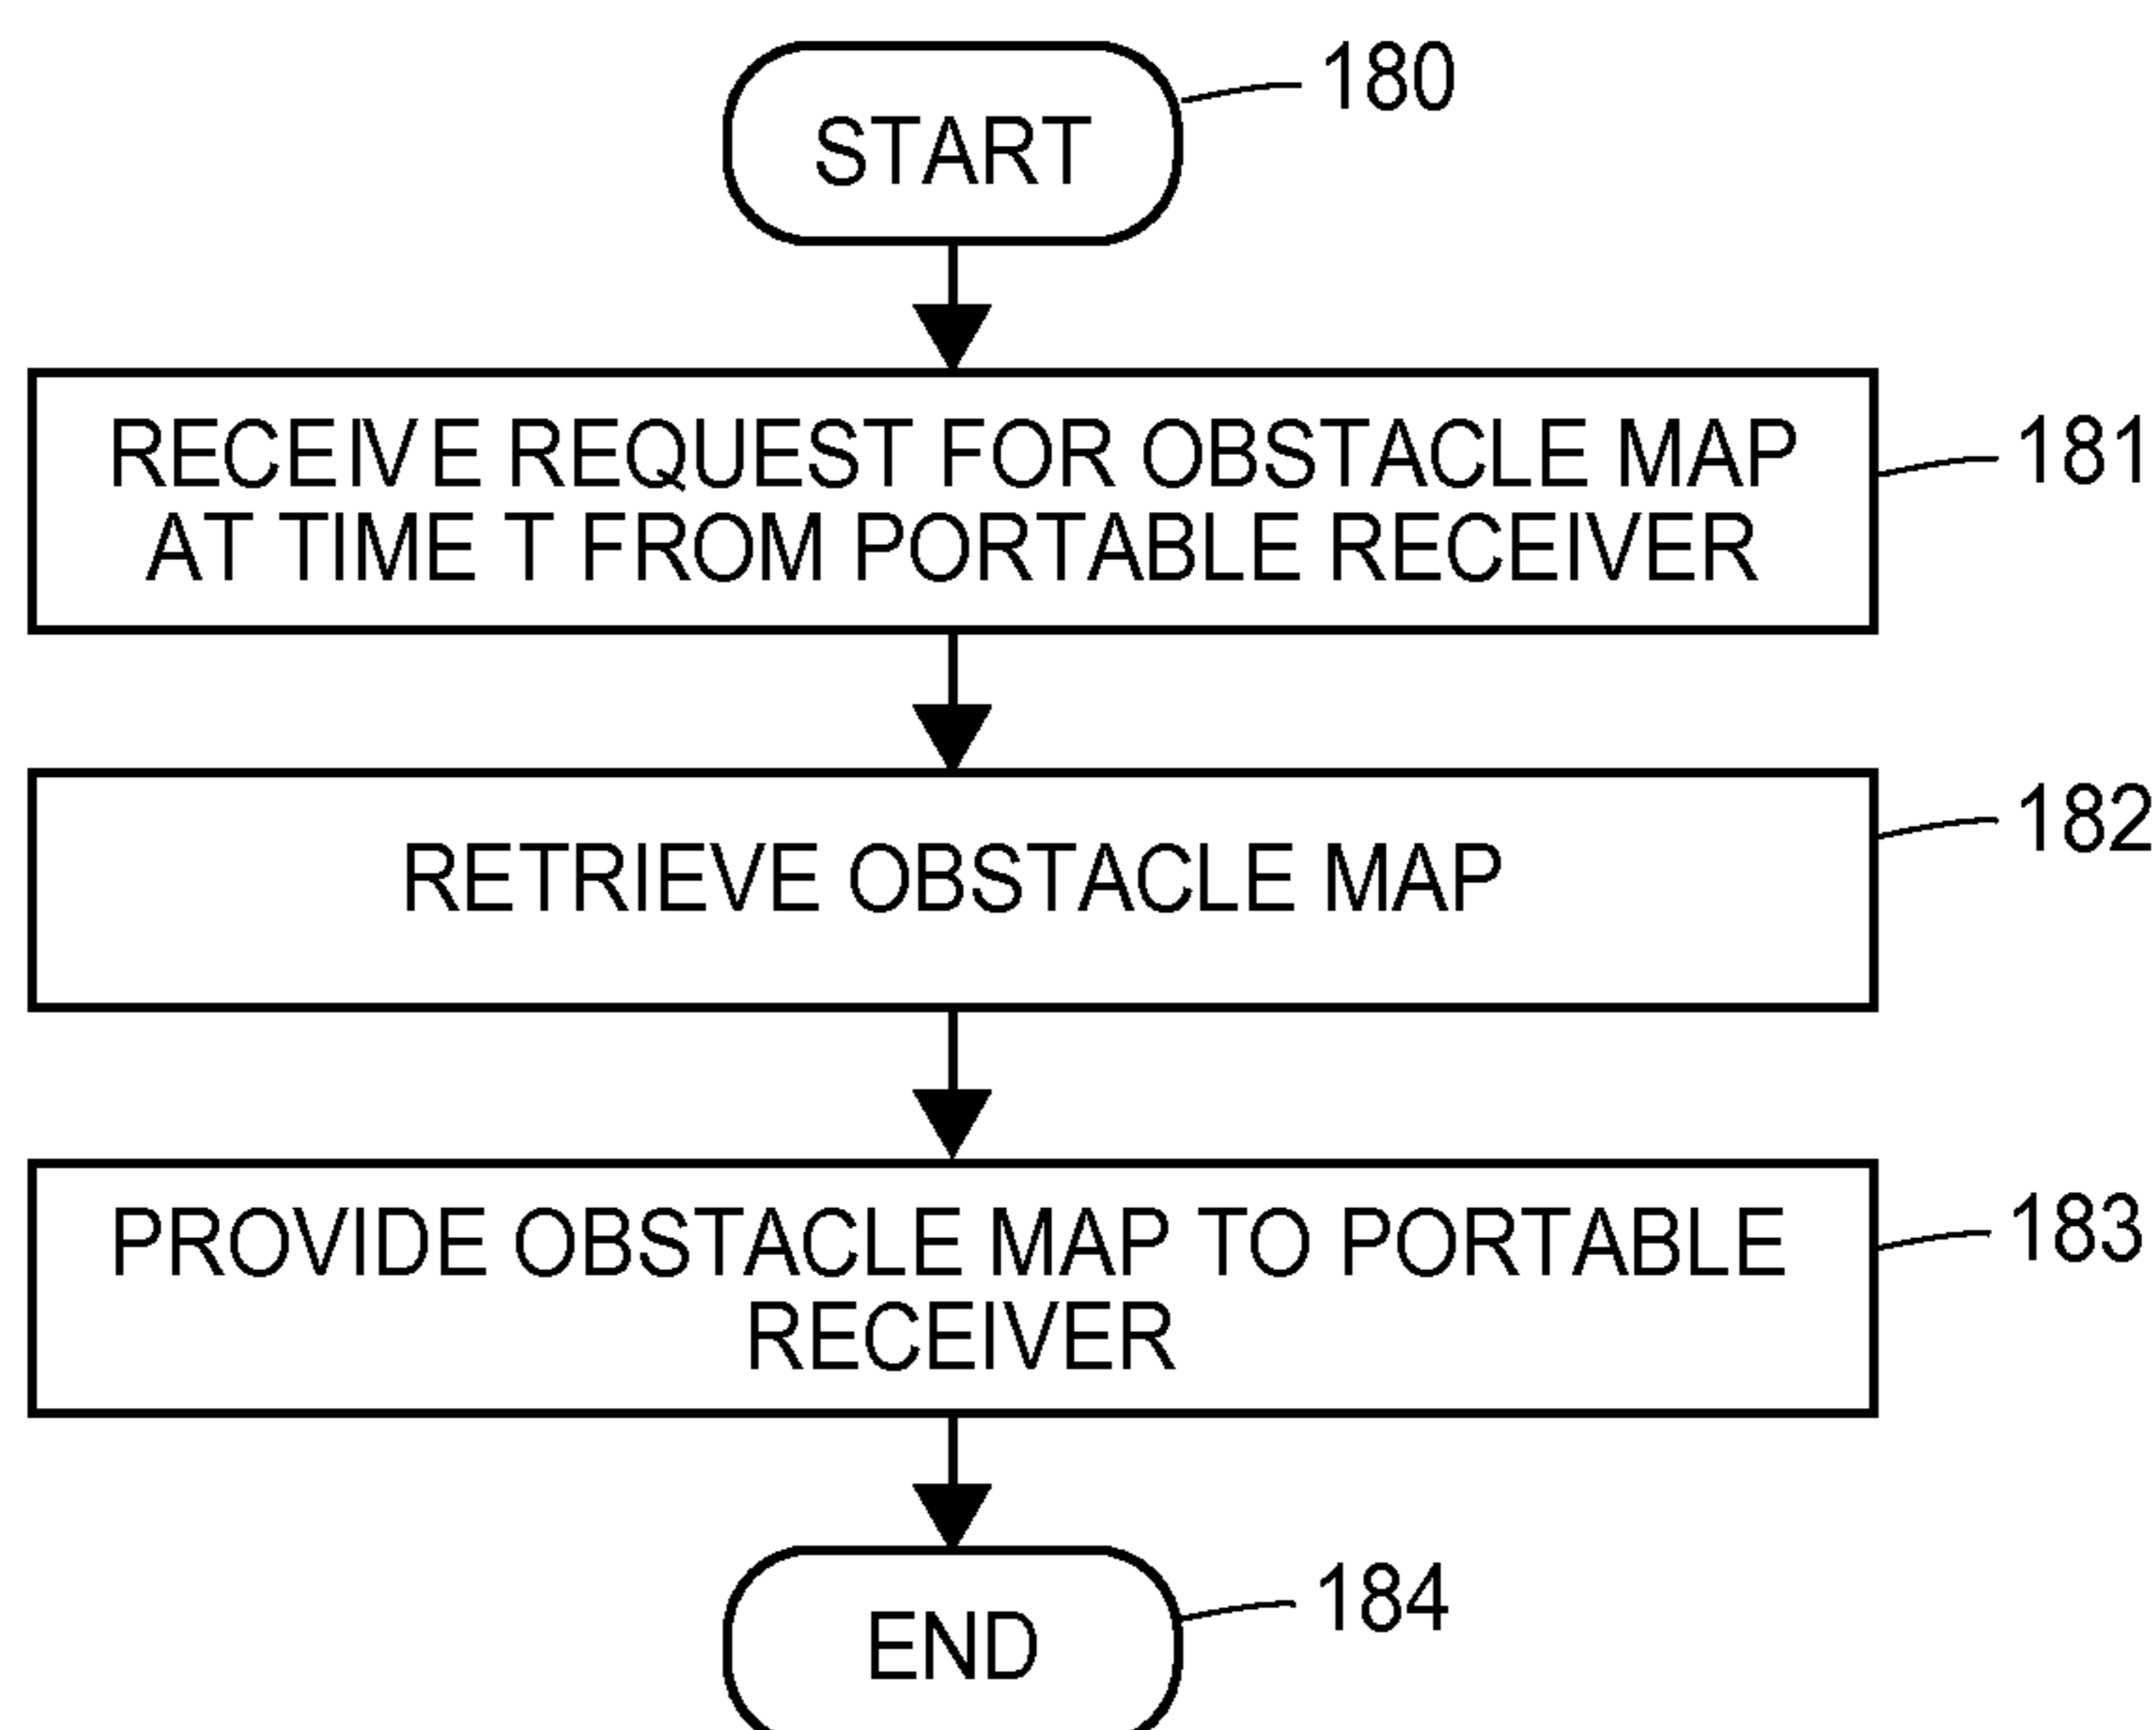 START
180
RECEIVE REQUEST FOR OBSTACLE MAP
AT TIME T FROM PORTABLE RECEIVER
181
RETRIEVE OBSTACLE MAP
182
PROVIDE OBSTACLE MAP TO PORTABLE
RECEIVER
183
END
184